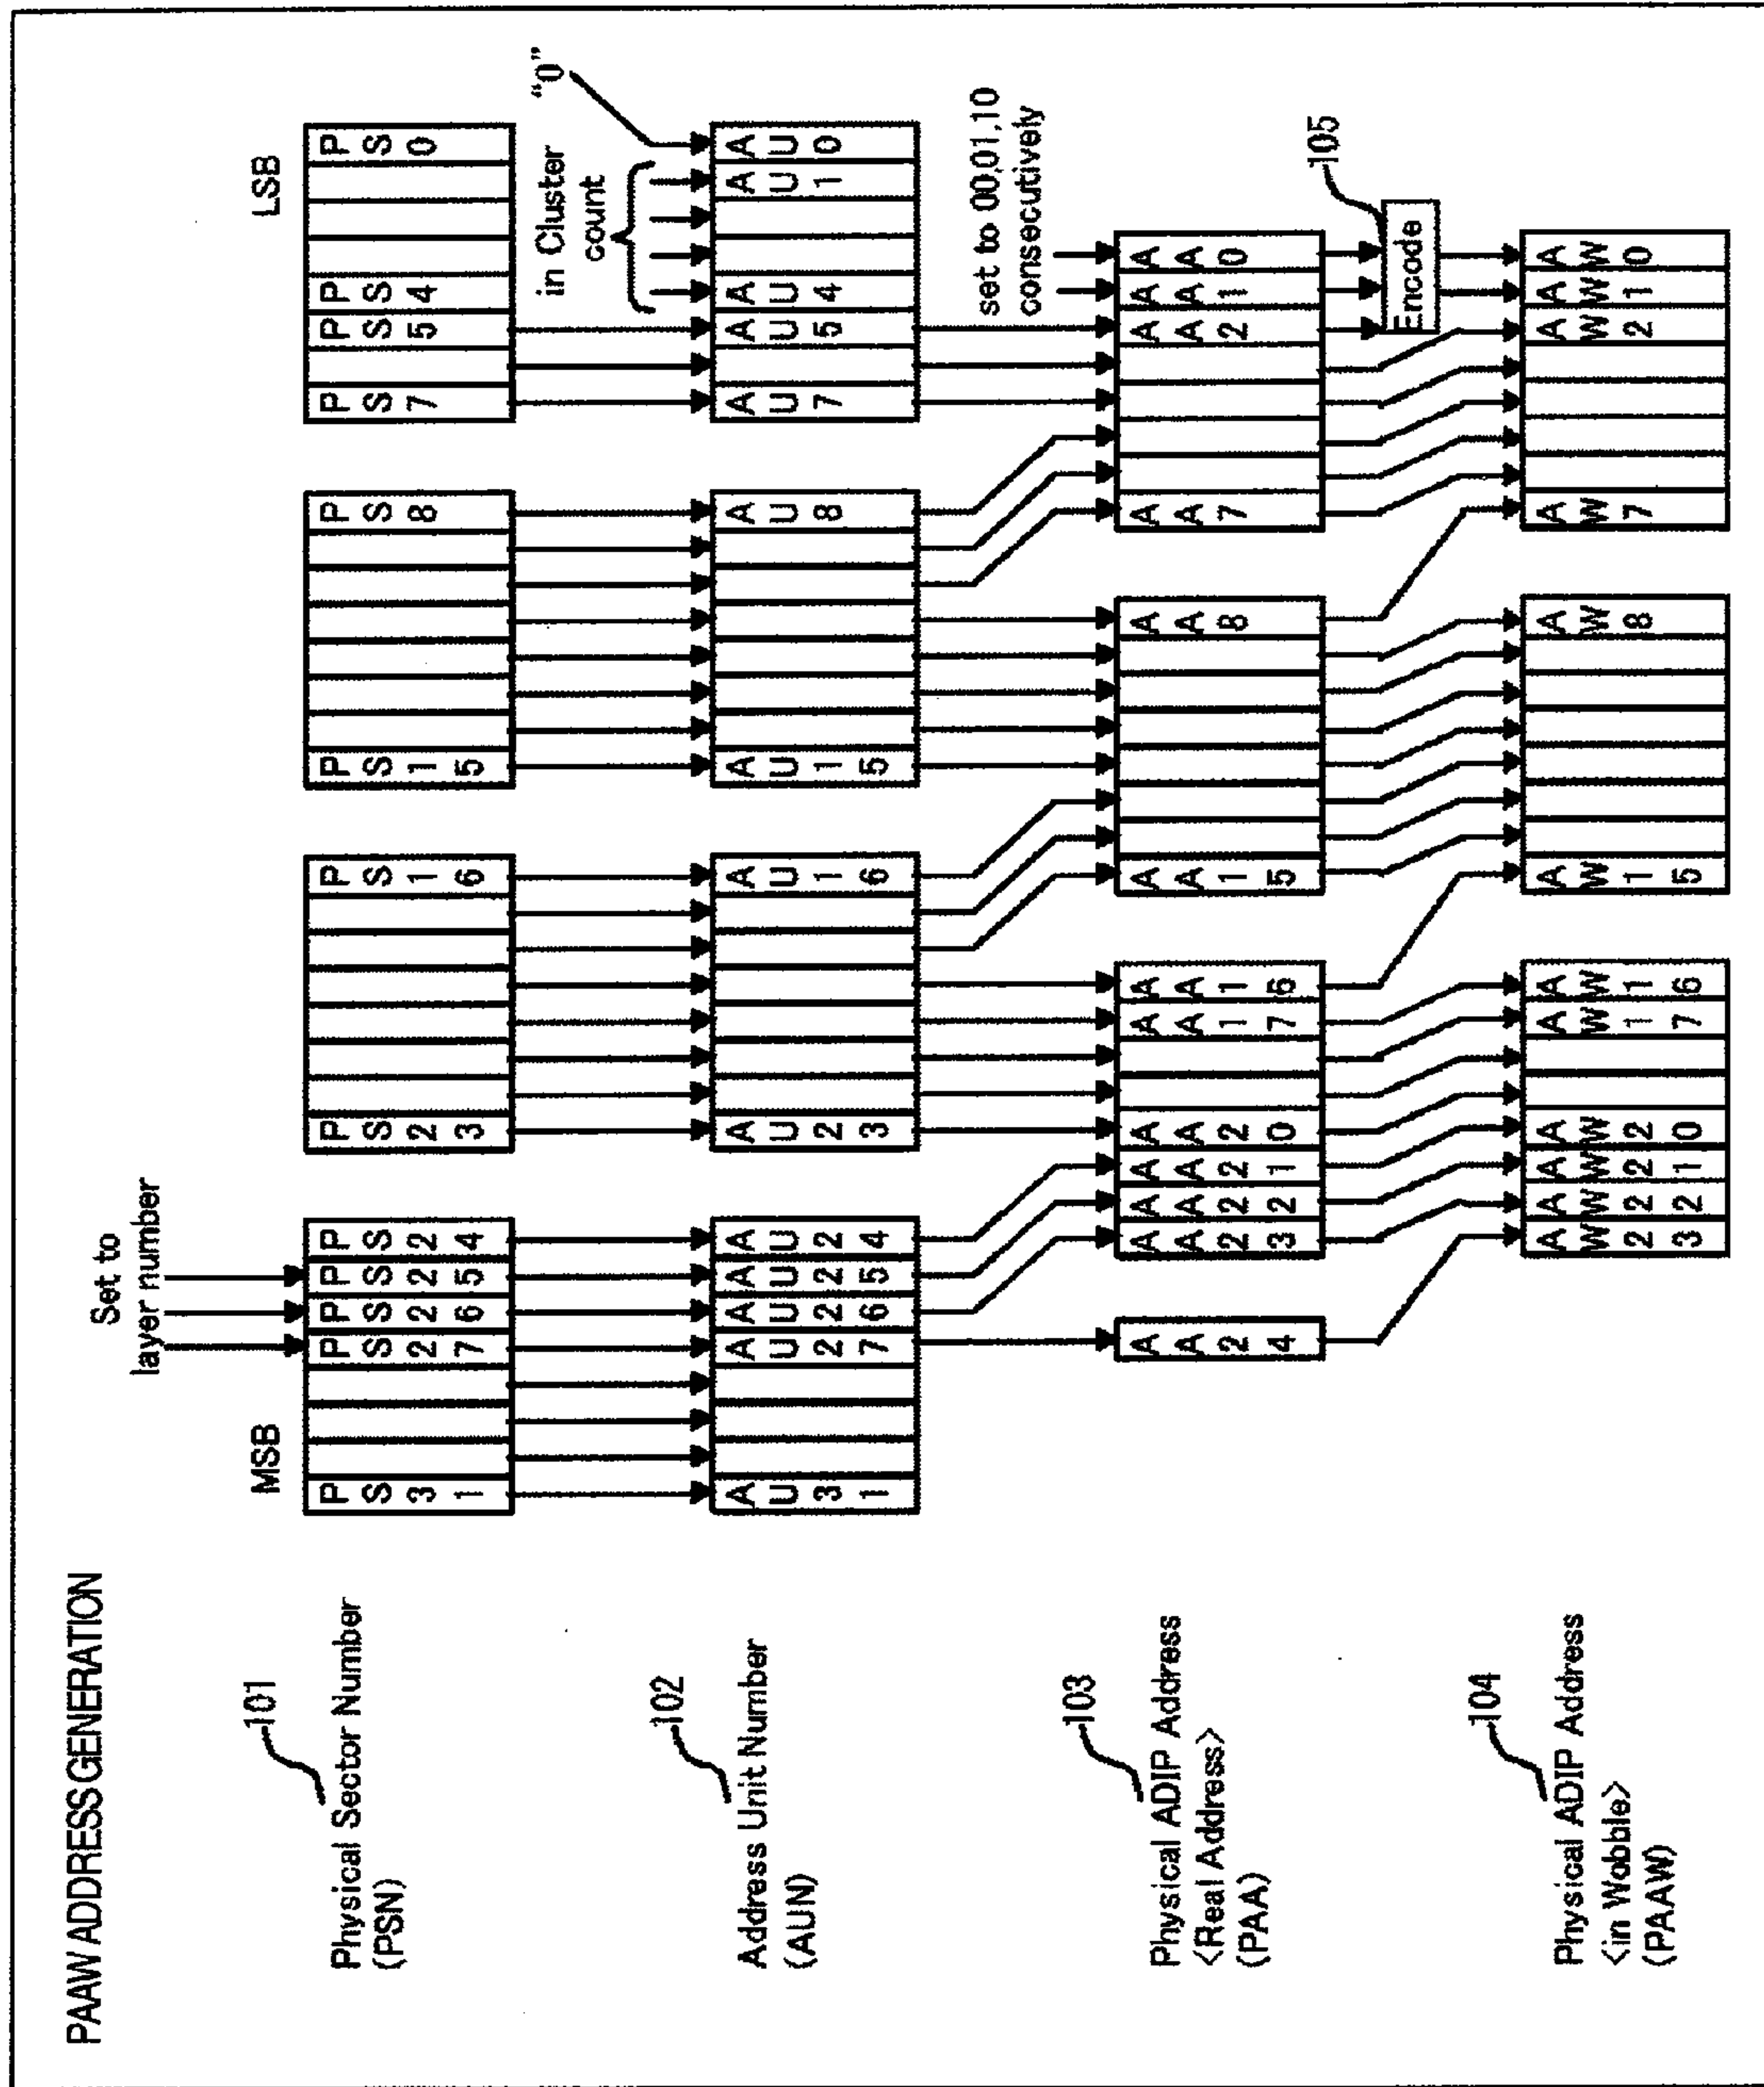 PAAW ADDRESS GENERATION
Set to
layer number
MSB
LSB
101
Physical Sector Number
(PSN)
PS31
PS27
PS26
PS25
PS24
PS23
PS16
PS15
PS8
PS7
PS5
PS4
PS0
in Cluster
count
"0"
102
Address Unit Number
(AUN)
AU31
AU27
AU26
AU25
AU24
AU23
AU16
AU15
AU8
AU7
AU5
AU4
AU1
AU0
set to 00,01,10
consecutively
103
Physical ADIP Address
<Real Address>
(PAA)
AA24
AA23
AA22
AA21
AA20
AA17
AA16
AA15
AA8
AA7
AA2
AA1
AA0
105
Encode
104
Physical ADIP Address
<in Wobble>
(PAAW)
AW23
AW22
AW21
AW20
AW17
AW16
AW15
AW8
AW7
AW2
AW1
AW0